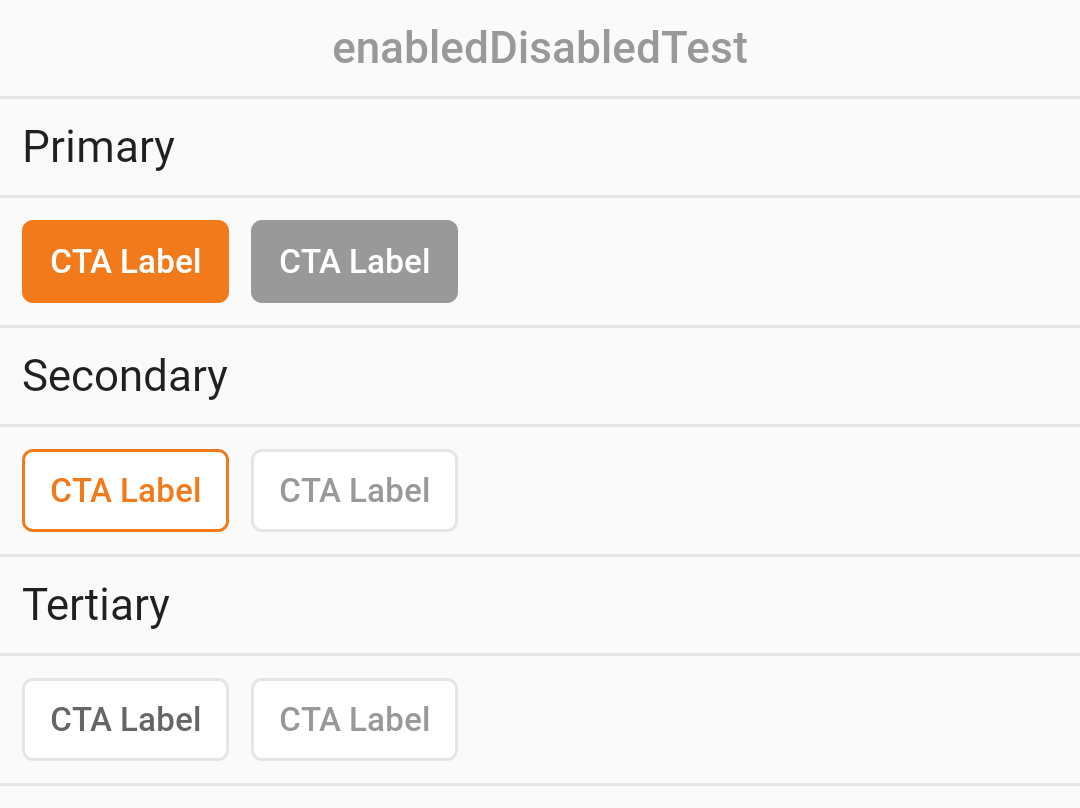 enabledDisabledTest
Primary
CTA Label CTA Label
Secondary
CTA Label CTA Label
Tertiary
CTA Label CTA Label